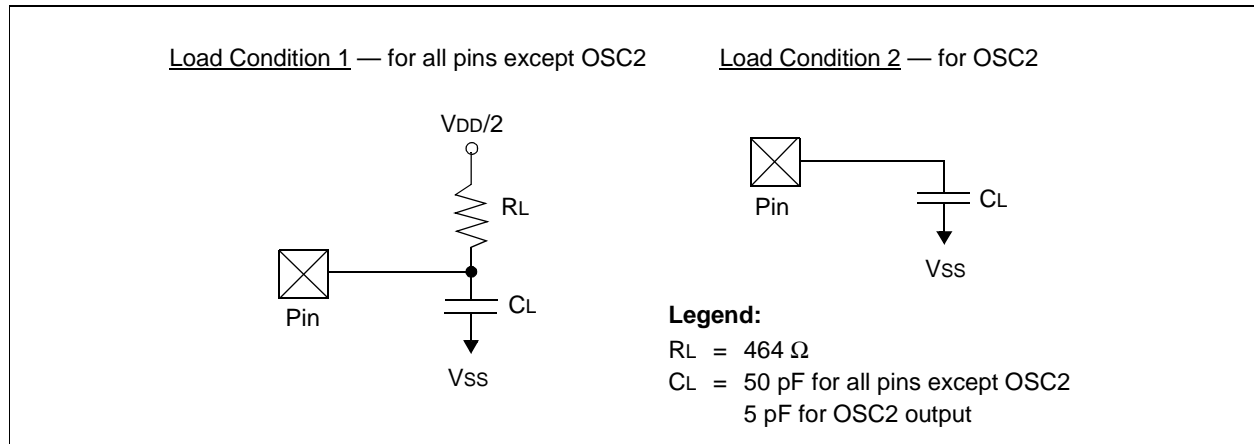 Load Condition 1 — for all pins except OSC2
VDD/2
RL
Pin
CL
VSS
Load Condition 2 — for OSC2
Pin
CL
VSS
Legend:
RL = 464 Ω
CL = 50 pF for all pins except OSC2
5 pF for OSC2 output